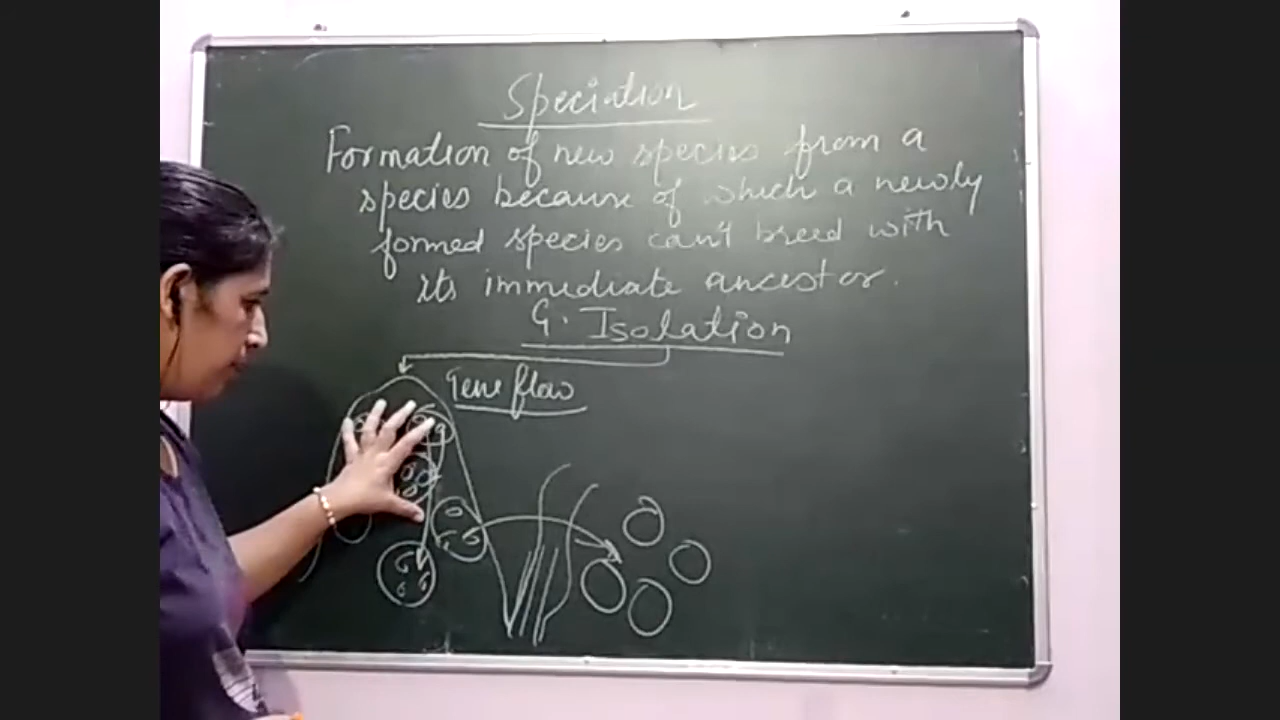 Speciation
Formation of new species from a
species because of which a newly
formed species can't breed with
its immediate ancestor.
G. Isolation
Gene flow